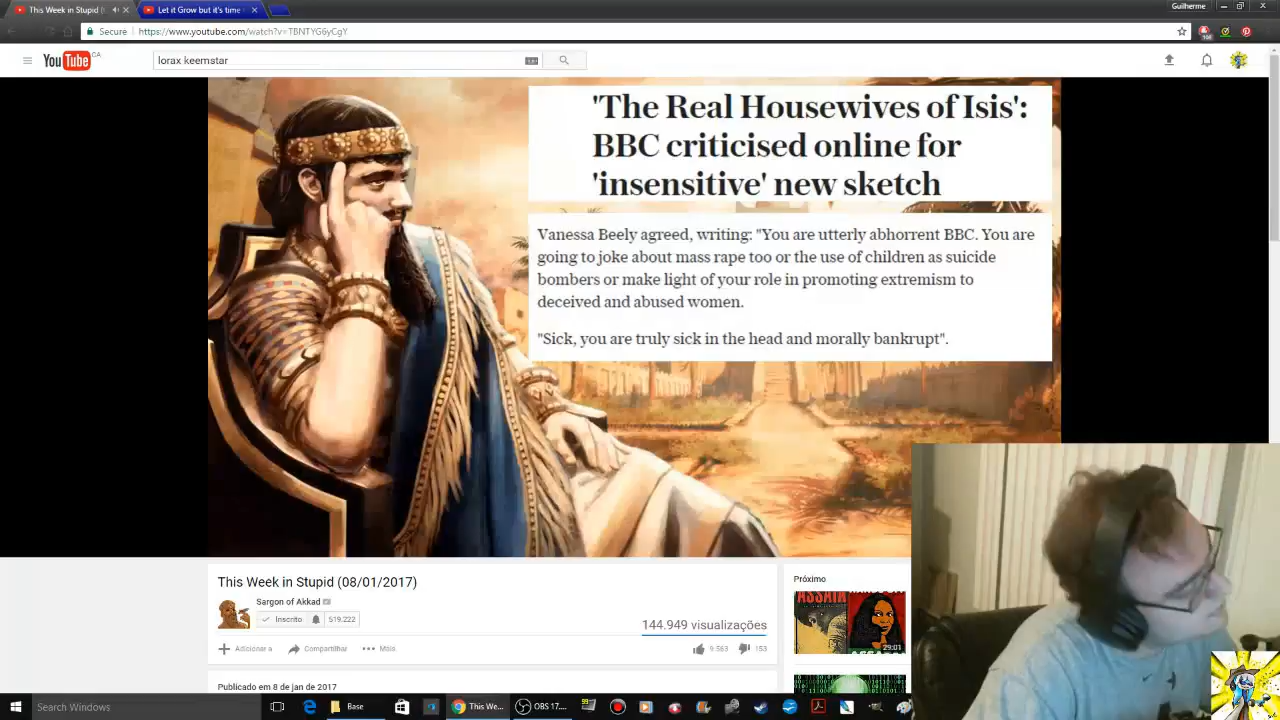 This Week in Stupid (
Let it Grow but it's time
Guilherme
Secure
https://www.youtube.com/watch?v=TBNTYG6yCgY
YouTube CA
lorax keemstar
'The Real Housewives of Isis':
BBC criticised online for
'insensitive' new sketch
Vanessa Beely agreed, writing: "You are utterly abhorrent BBC. You are
going to joke about mass rape too or the use of children as suicide
bombers or make light of your role in promoting extremism to
deceived and abused women.
"Sick, you are truly sick in the head and morally bankrupt".
This Week in Stupid (08/01/2017)
Sargon of Akkad
Inscrito
519.222
144.949 visualizações
Adicionar a
Compartilhar
Mais
9 563
153
Publicado em 8 de jan de 2017
Próximo
29:01
Search Windows
Base
This We...
OBS 17....